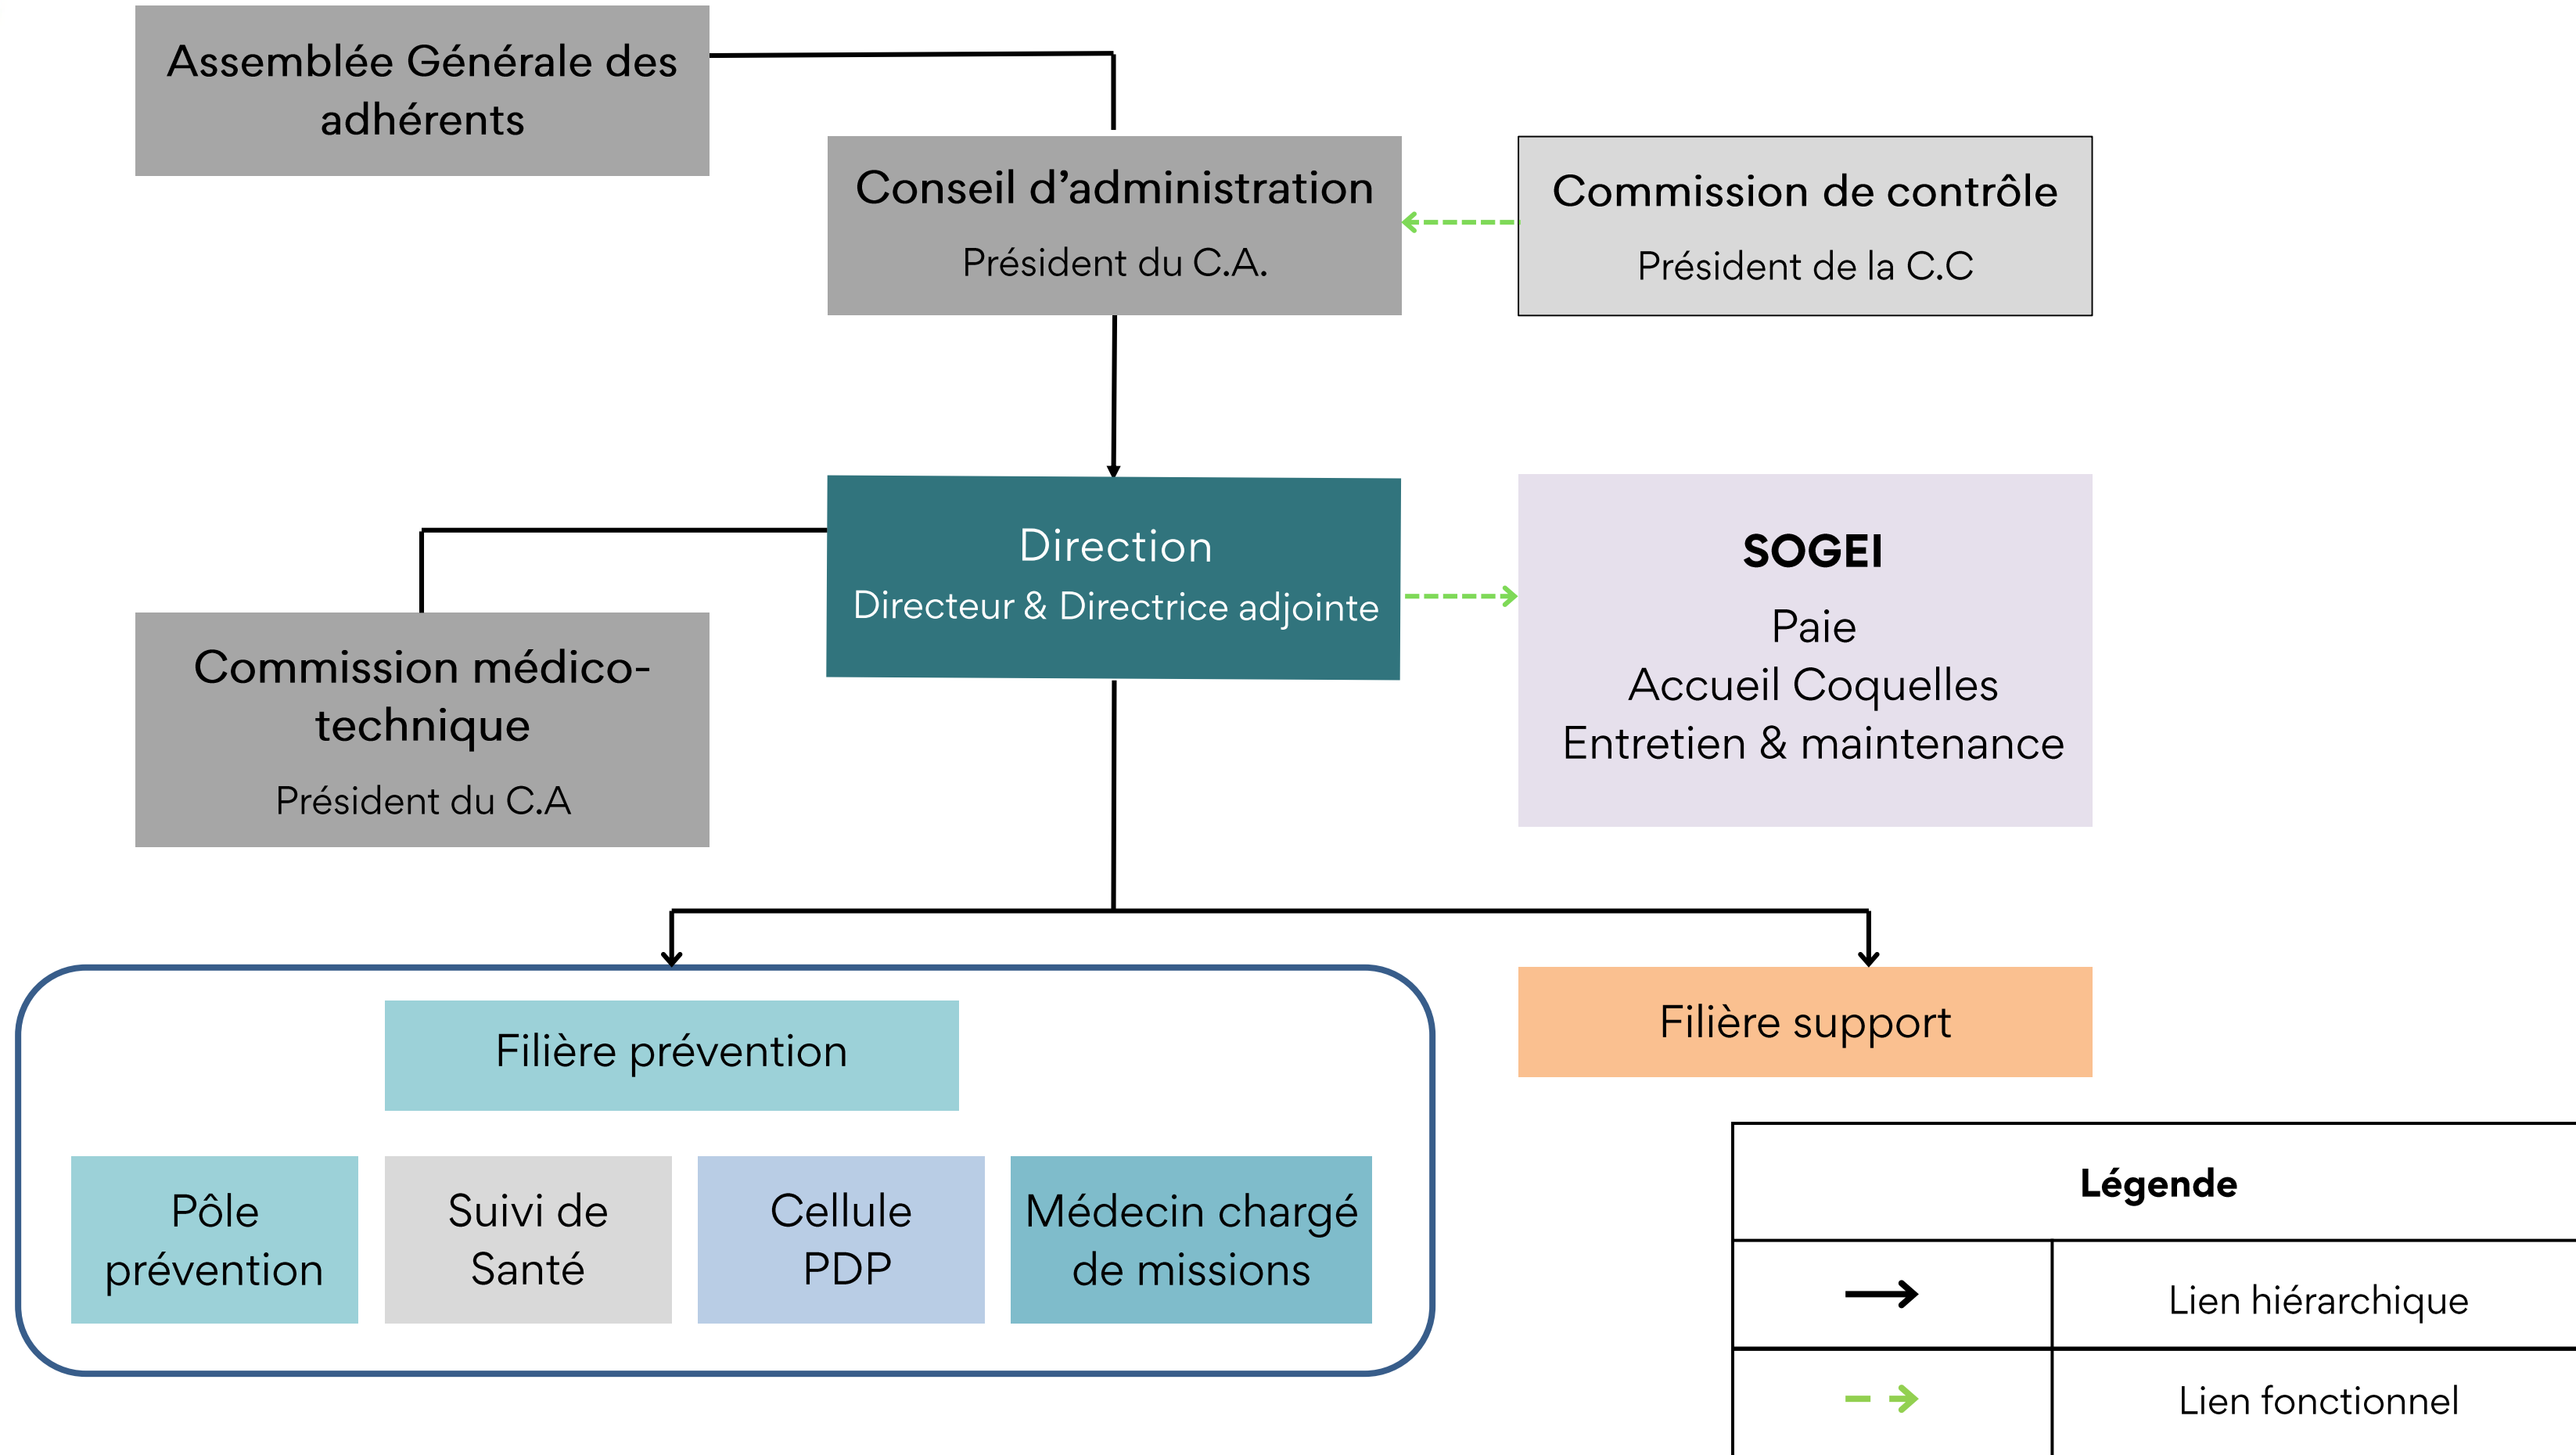 Assemblée Générale des
adhérents
Conseil d’administration
Président du C.A.
Commission de contrôle
Président de la C.C
Direction
Directeur & Directrice adjointe
SOGEI
Paie
Accueil Coquelles
Entretien & maintenance
Commission médico-
technique
Président du C.A
Filière prévention
Filière support
Pôle
prévention
Suivi de
Santé
Cellule
PDP
Médecin chargé
de missions
Légende
Lien hiérarchique
Lien fonctionnel